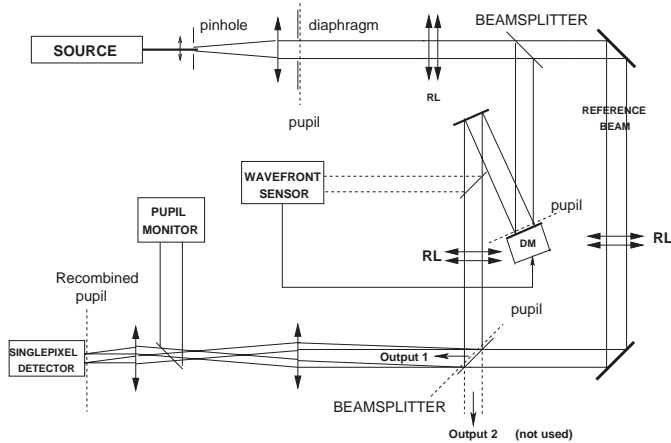 pinhole
diaphragm
BEAMSPLITTER
SOURCE
RL
pupil
REFERENCE
BEAM
WAVEFRONT
SENSOR
pupil
PUPIL
MONITOR
DM
RL
RL
Recombined
pupil
pupil
SINGLEPIXEL
DETECTOR
Output 1
BEAMSPLITTER
Output 2 (not used)